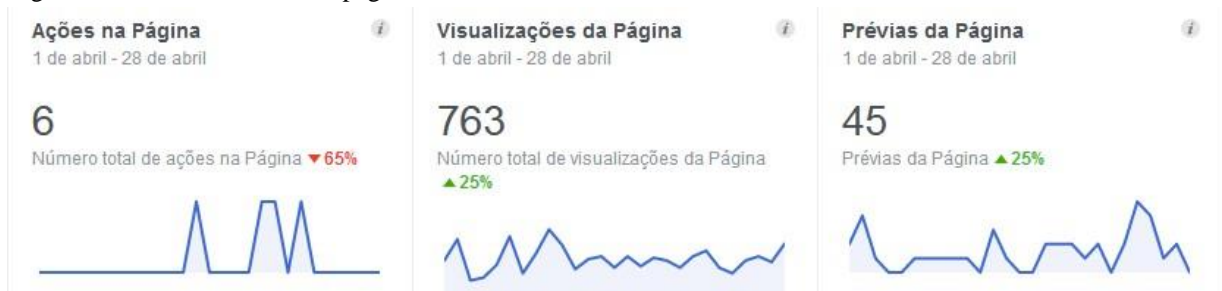 Ações na Página
1 de abril - 28 de abril
6
Número total de ações na Página ▼65%
Visualizações da Página
1 de abril - 28 de abril
763
Número total de visualizações da Página
▲25%
Prévias da Página
1 de abril - 28 de abril
45
Prévias da Página ▲25%